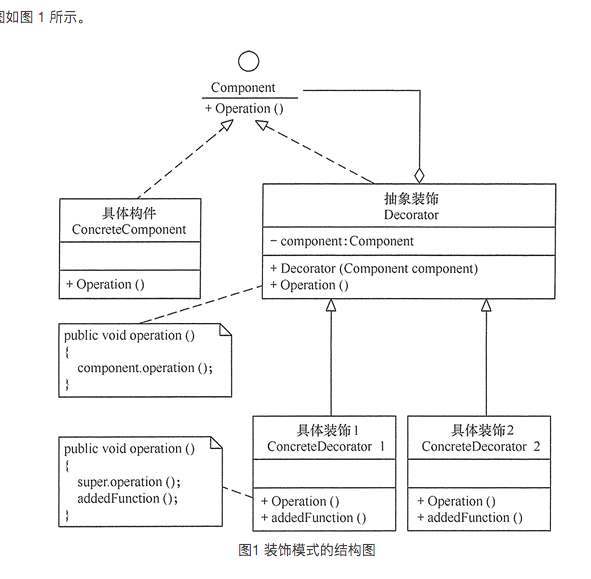 图如图 1 所示。
Component
+ Operation ()
具体构件
ConcreteComponent
+ Operation ()
抽象装饰
Decorator
− component:Component
+ Decorator (Component component)
+ Operation ()
public void operation ()
{
component.operation ();
}
具体装饰1
ConcreteDecorator 1
+ Operation ()
+ addedFunction ()
具体装饰2
ConcreteDecorator 2
+ Operation ()
+ addedFunction ()
public void operation ()
{
super.operation ();
addedFunction ();
}
图1 装饰模式的结构图